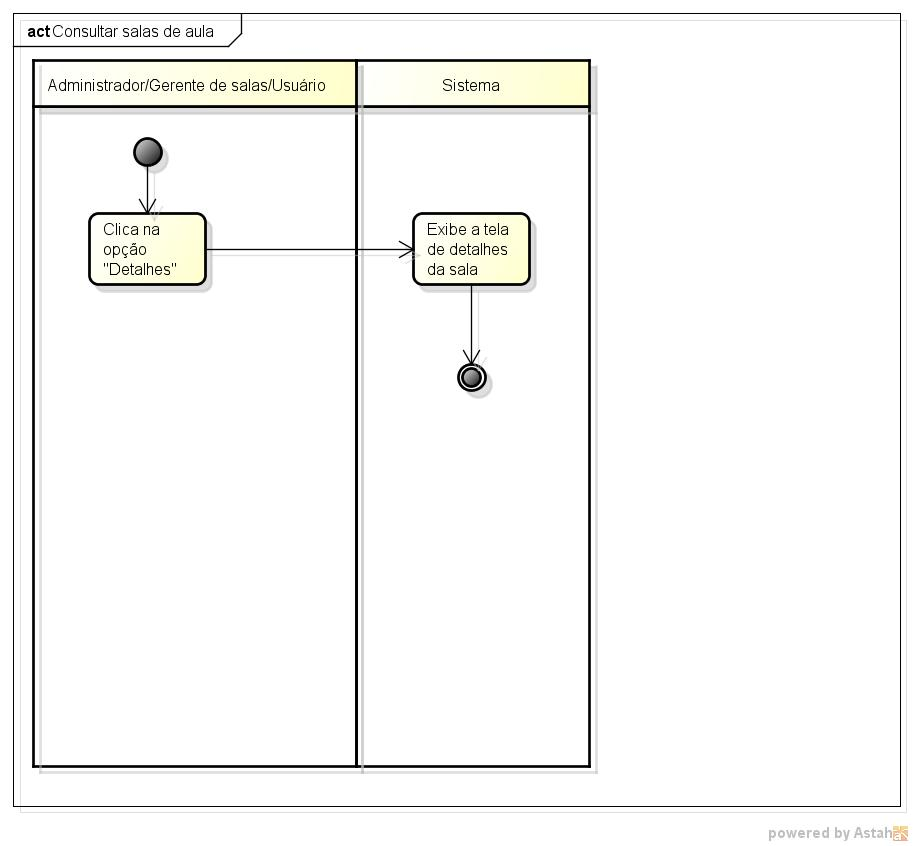 act Consultar salas de aula
Administrador/Gerente de salas/Usuário
Sistema
Clica na
opção
"Detalhes"
Exibe a tela
de detalhes
da sala
powered by Astah